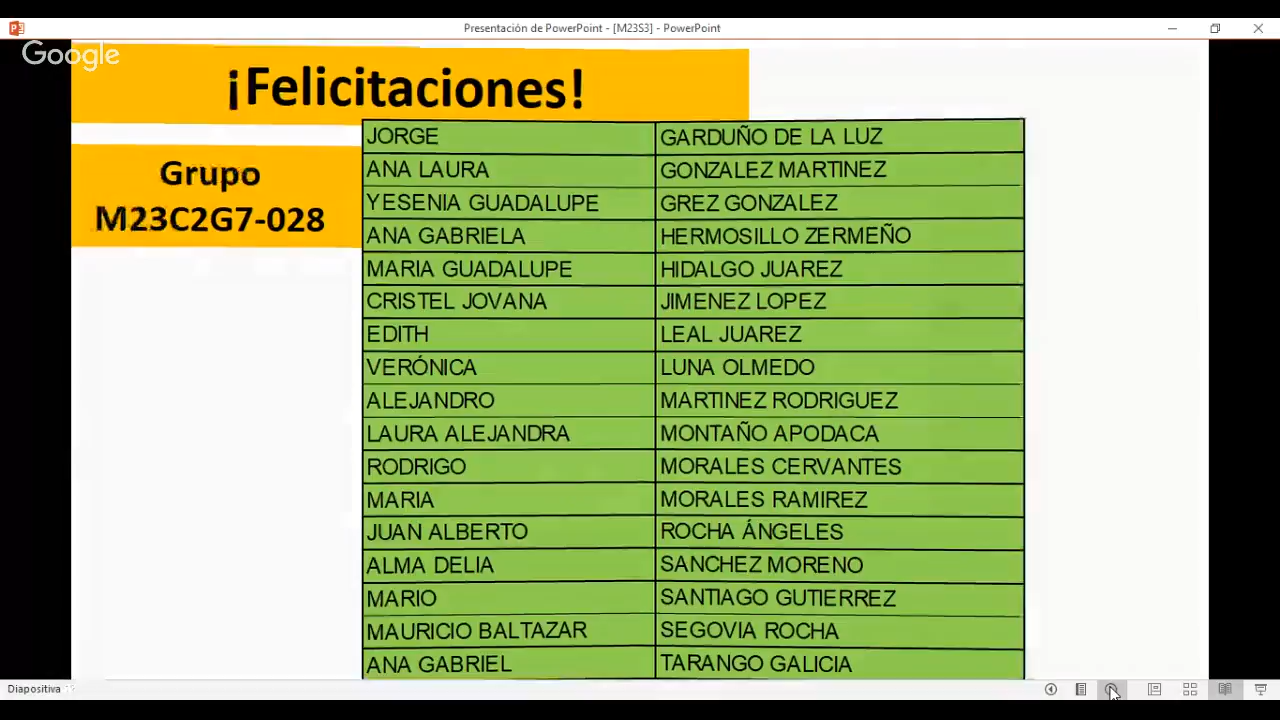 Presentación de PowerPoint - [M23S3] - PowerPoint
Google
¡Felicitaciones!
Grupo
M23C2G7-028
JORGE GARDUÑO DE LA LUZ
ANA LAURA GONZALEZ MARTINEZ
YESENIA GUADALUPE GREZ GONZALEZ
ANA GABRIELA HERMOSILLO ZERMEÑO
MARIA GUADALUPE HIDALGO JUAREZ
CRISTEL JOVANA JIMENEZ LOPEZ
EDITH LEAL JUAREZ
VERÓNICA LUNA OLMEDO
ALEJANDRO MARTINEZ RODRIGUEZ
LAURA ALEJANDRA MONTAÑO APODACA
RODRIGO MORALES CERVANTES
MARIA MORALES RAMIREZ
JUAN ALBERTO ROCHA ÁNGELES
ALMA DELIA SANCHEZ MORENO
MARIO SANTIAGO GUTIERREZ
MAURICIO BALTAZAR SEGOVIA ROCHA
ANA GABRIEL TARANGO GALICIA
Diapositiva